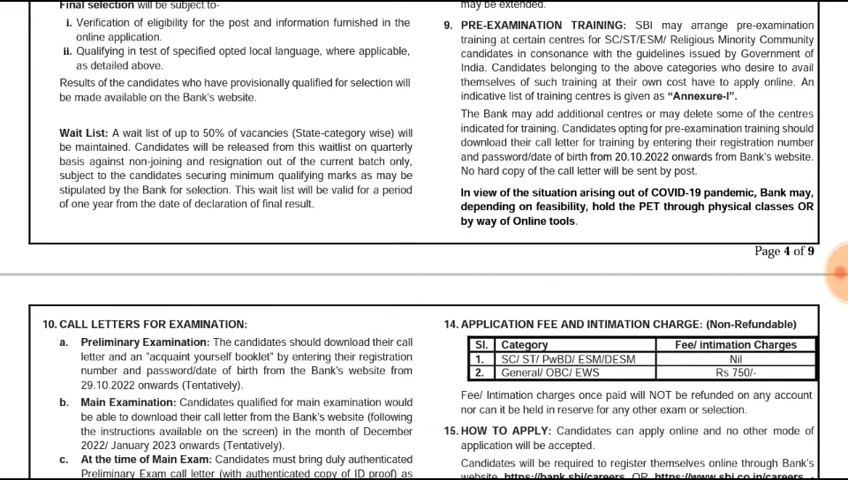 Final selection will be subject to-
i. Verification of eligibility for the post and information furnished in the
online application.
ii. Qualifying in test of specified opted local language, where applicable,
as detailed above.
Results of the candidates who have provisionally qualified for selection will
be made available on the Bank's website.
Wait List: A wait list of up to 50% of vacancies (State-category wise) will
be maintained. Candidates will be released from this waitlist on quarterly
basis against non-joining and resignation out of the current batch only,
subject to the candidates securing minimum qualifying marks as may be
stipulated by the Bank for selection. This wait list will be valid for a period
of one year from the date of declaration of final result.
may be extended.
9. PRE-EXAMINATION TRAINING: SBI may arrange pre-examination
training at certain centres for SC/ST/ESM/ Religious Minority Community
candidates in consonance with the guidelines issued by Government of
India. Candidates belonging to the above categories who desire to avail
themselves of such training at their own cost have to apply online. An
indicative list of training centres is given as “Annexure-I”.
The Bank may add additional centres or may delete some of the centres
indicated for training. Candidates opting for pre-examination training should
download their call letter for training by entering their registration number
and password/date of birth from 20.10.2022 onwards from Bank's website.
No hard copy of the call letter will be sent by post.
In view of the situation arising out of COVID-19 pandemic, Bank may,
depending on feasibility, hold the PET through physical classes OR
by way of Online tools.
Page 4 of 9
10. CALL LETTERS FOR EXAMINATION:
a. Preliminary Examination: The candidates should download their call
letter and an "acquaint yourself booklet" by entering their registration
number and password/date of birth from the Bank's website from
29.10.2022 onwards (Tentatively).
b. Main Examination: Candidates qualified for main examination would
be able to download their call letter from the Bank's website (following
the instructions available on the screen) in the month of December
2022/ January 2023 onwards (Tentatively).
c. At the time of Main Exam: Candidates must bring duly authenticated
Preliminary Exam call letter (with authenticated copy of ID proof) as
14. APPLICATION FEE AND INTIMATION CHARGE: (Non-Refundable)
Sl. Category Fee/ intimation Charges
1. SC/ ST/ PwBD/ ESM/DESM Nil
2. General/ OBC/ EWS Rs 750/-
Fee/ Intimation charges once paid will NOT be refunded on any account
nor can it be held in reserve for any other exam or selection.
15. HOW TO APPLY: Candidates can apply online and no other mode of
application will be accepted.
Candidates will be required to register themselves online through Bank's
website https://bank.sbi/careers OR https://www.sbi.co.in/careers -